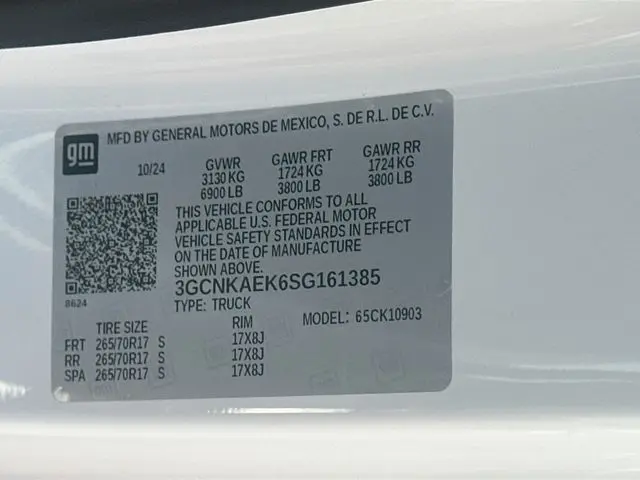 gm
MFD BY GENERAL MOTORS DE MEXICO, S. DE R.L. DE C.V.
10/24 GVWR GAWR FRT GAWR RR
3130 KG 1724 KG 1724 KG
6900 LB 3800 LB 3800 LB
THIS VEHICLE CONFORMS TO ALL
APPLICABLE U.S. FEDERAL MOTOR
VEHICLE SAFETY STANDARDS IN EFFECT
ON THE DATE OF MANUFACTURE
SHOWN ABOVE.
3GCNKAEK6SG161385
8624
TYPE: TRUCK
TIRE SIZE RIM MODEL: 65CK10903
FRT 265/70R17 S 17X8J
RR 265/70R17 S 17X8J
SPA 265/70R17 S 17X8J